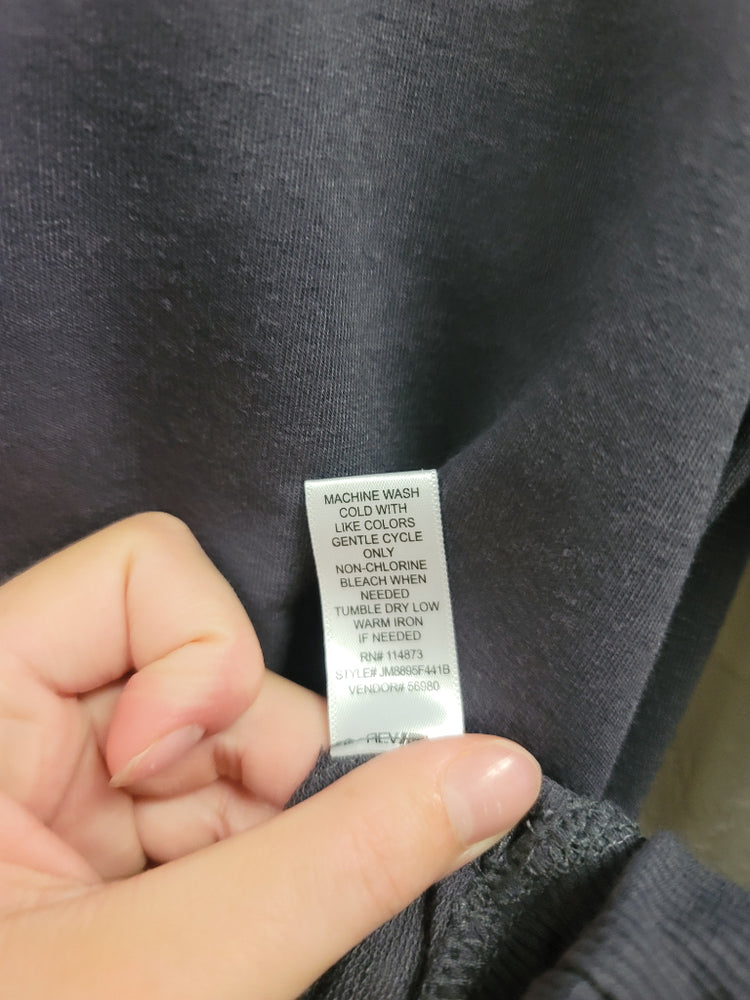 MACHINE WASH
COLD WITH
LIKE COLORS
GENTLE CYCLE
ONLY
NON-CHLORINE
BLEACH WHEN
NEEDED
TUMBLE DRY LOW
WARM IRON
IF NEEDED
RN# 114873
STYLE# JM8895F441B
VENDOR# 56980